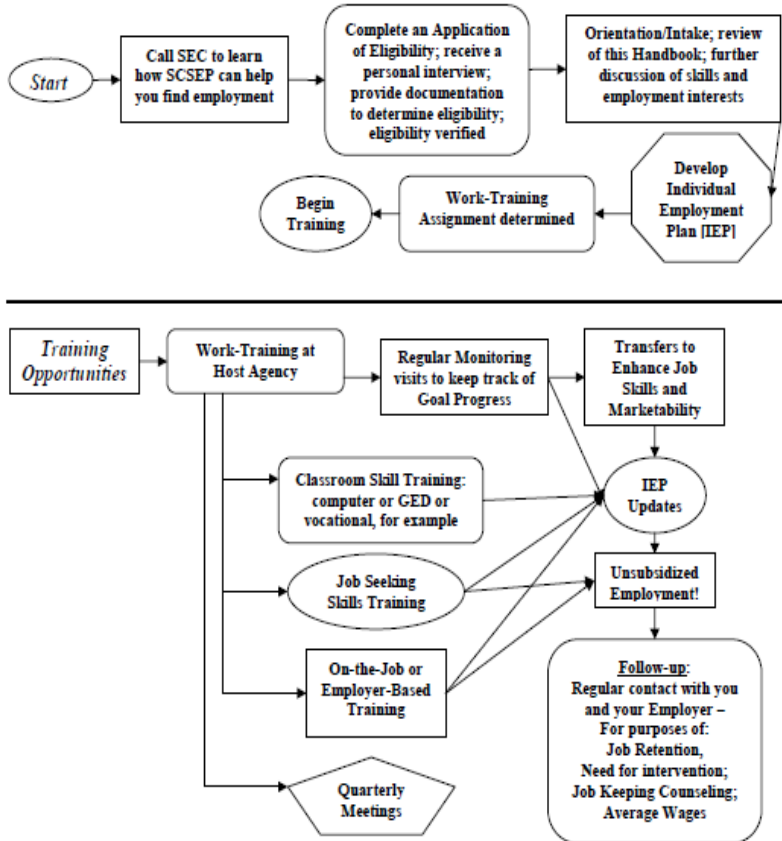 Start
Call SEC to learn
how SCSEP can help
you find employment
Complete an Application
of Eligibility; receive a
personal interview;
provide documentation
to determine eligibility;
eligibility verified
Orientation/Intake; review
of this Handbook; further
discussion of skills and
employment interests
Develop
Individual
Employment
Plan [IEP]
Work-Training
Assignment determined
Begin
Training
Training
Opportunities
Work-Training at
Host Agency
Regular Monitoring
visits to keep track of
Goal Progress
Transfers to
Enhance Job
Skills and
Marketability
Classroom Skill Training:
computer or GED or
vocational, for example
IEP
Updates
Job Seeking
Skills Training
Unsubsidized
Employment!
On-the-Job or
Employer-Based
Training
Follow-up:
Regular contact with you
and your Employer –
For purposes of:
Job Retention,
Need for intervention;
Job Keeping Counseling;
Average Wages
Quarterly
Meetings